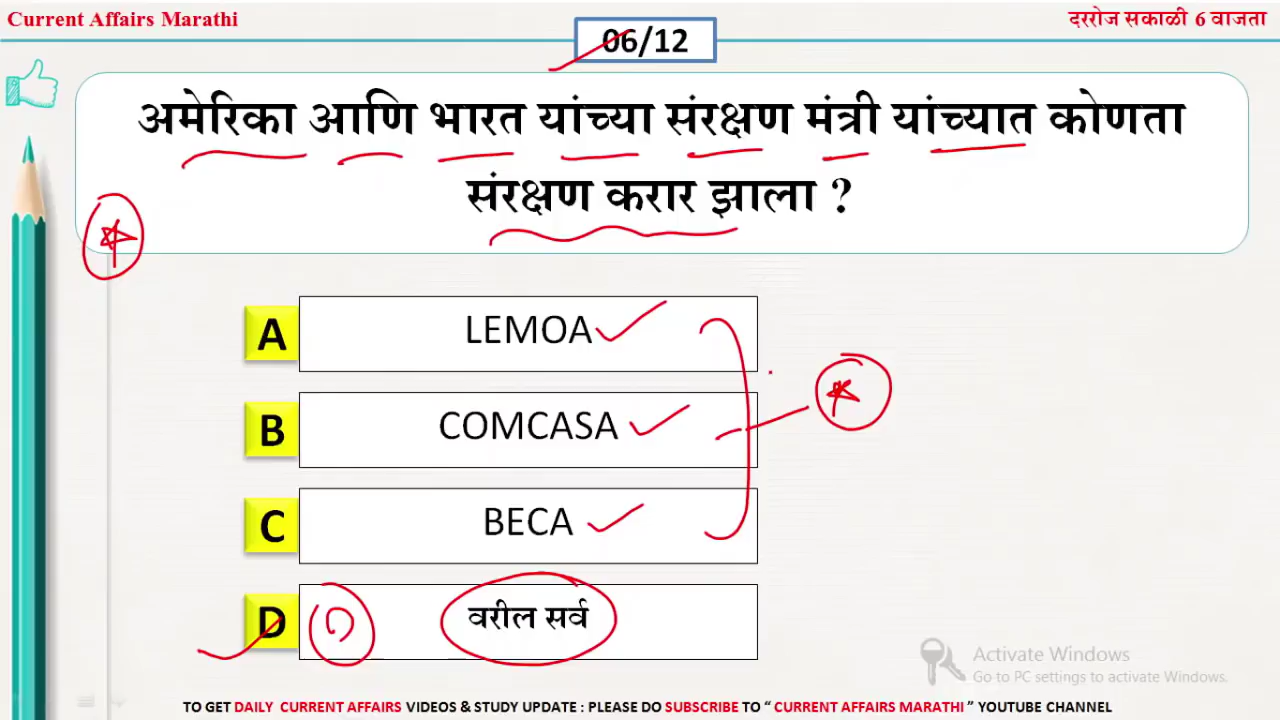 Current Affairs Marathi
दररोज सकाळी 6 वाजता
06/12
अमेरिका आणि भारत यांच्या संरक्षण मंत्री यांच्यात कोणता
संरक्षण करार झाला ?
A LEMOA
B COMCASA
C BECA
D वरील सर्व
Activate Windows
Go to PC settings to activate Windows.
TO GET DAILY CURRENT AFFAIRS VIDEOS & STUDY UPDATE : PLEASE DO SUBSCRIBE TO “ CURRENT AFFAIRS MARATHI ” YOUTUBE CHANNEL